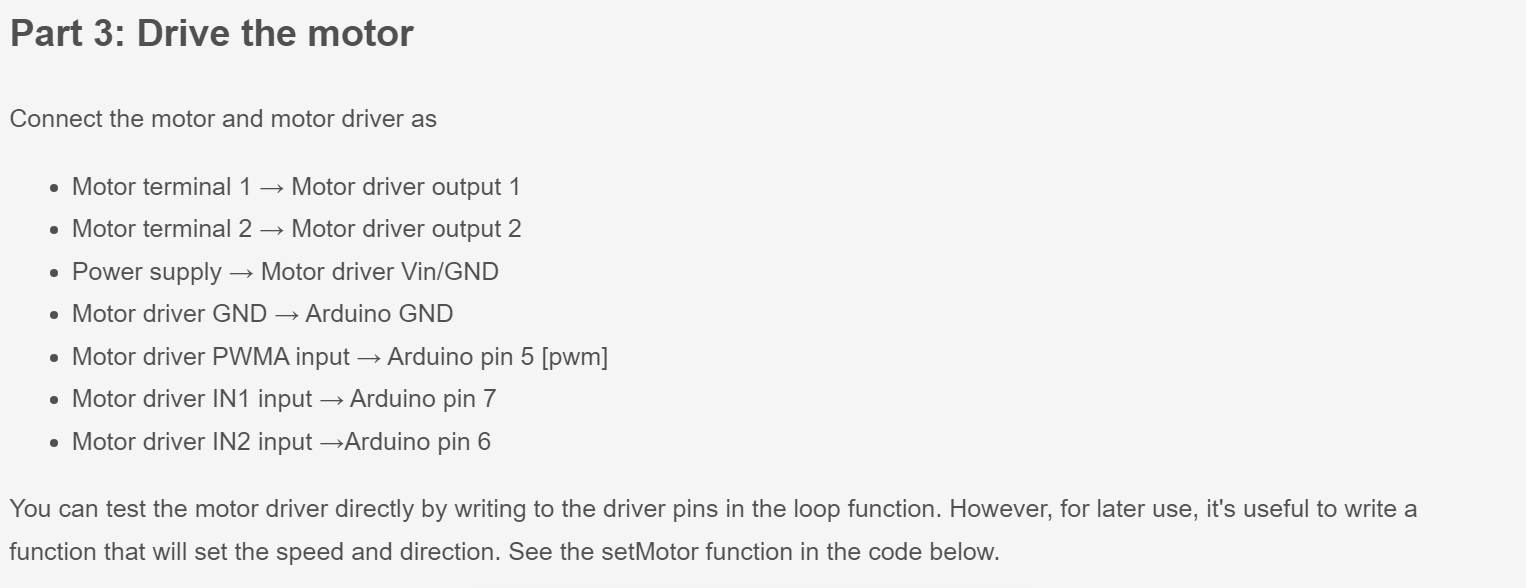 Part 3: Drive the motor
Connect the motor and motor driver as
• Motor terminal 1 → Motor driver output 1
• Motor terminal 2 → Motor driver output 2
• Power supply → Motor driver Vin/GND
• Motor driver GND → Arduino GND
• Motor driver PWMA input → Arduino pin 5 [pwm]
• Motor driver IN1 input → Arduino pin 7
• Motor driver IN2 input →Arduino pin 6
You can test the motor driver directly by writing to the driver pins in the loop function. However, for later use, it's useful to write a
function that will set the speed and direction. See the setMotor function in the code below.